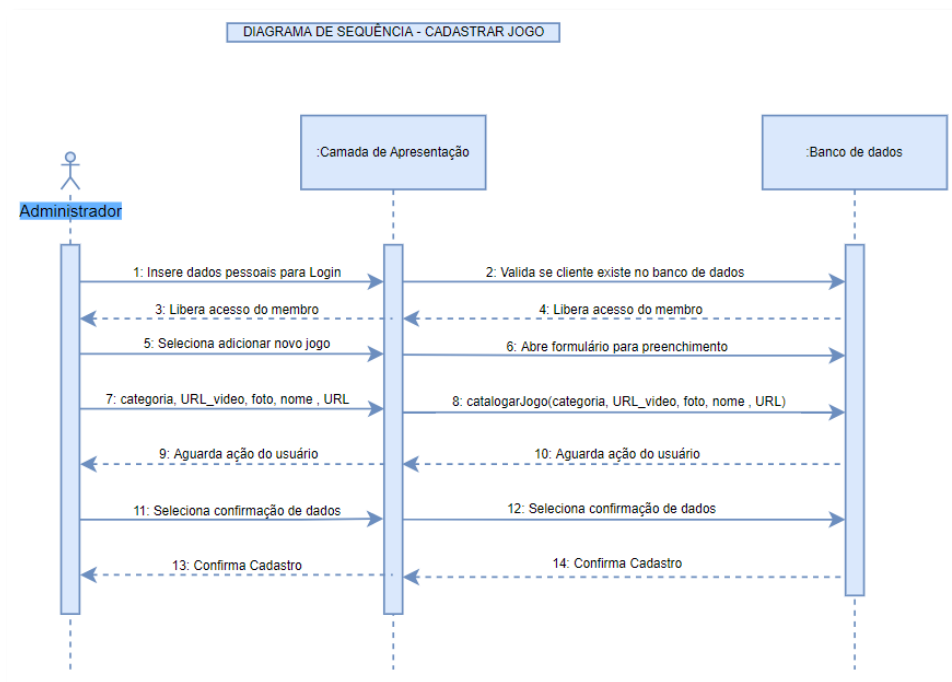 DIAGRAMA DE SEQUÊNCIA - CADASTRAR JOGO
:Camada de Apresentação
:Banco de dados
Administrador
1: Insere dados pessoais para Login
2: Valida se cliente existe no banco de dados
3: Libera acesso do membro
4: Libera acesso do membro
5: Seleciona adicionar novo jogo
6: Abre formulário para preenchimento
7: categoria, URL_video, foto, nome , URL
8: catalogarJogo(categoria, URL_video, foto, nome , URL)
9: Aguarda ação do usuário
10: Aguarda ação do usuário
11: Seleciona confirmação de dados
12: Seleciona confirmação de dados
13: Confirma Cadastro
14: Confirma Cadastro